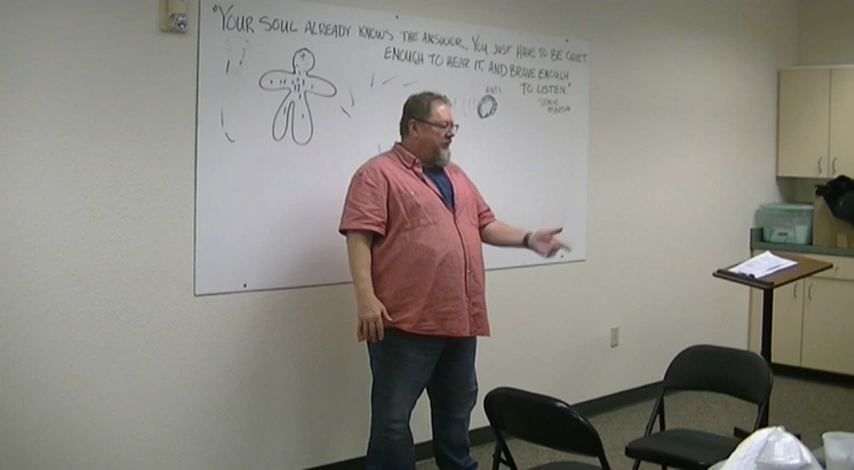 "YOUR SOUL ALREADY KNOWS THE ANSWER. YOU JUST HAVE TO BE QUIET
ENOUGH TO HEAR IT, AND BRAVE ENOUGH
TO LISTEN"